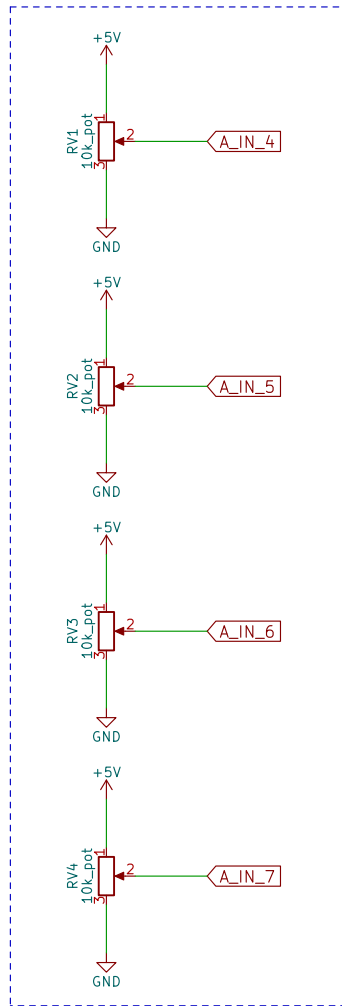 +5V
RV1
10k_pot
1
2
3
A_IN_4
GND
+5V
RV2
10k_pot
1
2
3
A_IN_5
GND
+5V
RV3
10k_pot
1
2
3
A_IN_6
GND
+5V
RV4
10k_pot
1
2
3
A_IN_7
GND